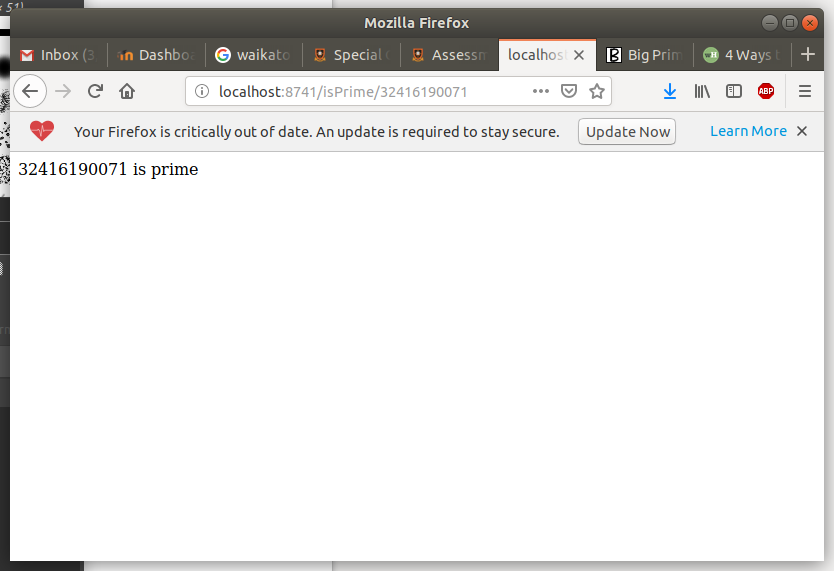 × 51)
Mozilla Firefox
Inbox (3 Dashboa waikato Special Assessm localhost Big Prim 4 Ways t
localhost:8741/isPrime/32416190071 ABP
Your Firefox is critically out of date. An update is required to stay secure. Update Now Learn More
32416190071 is prime